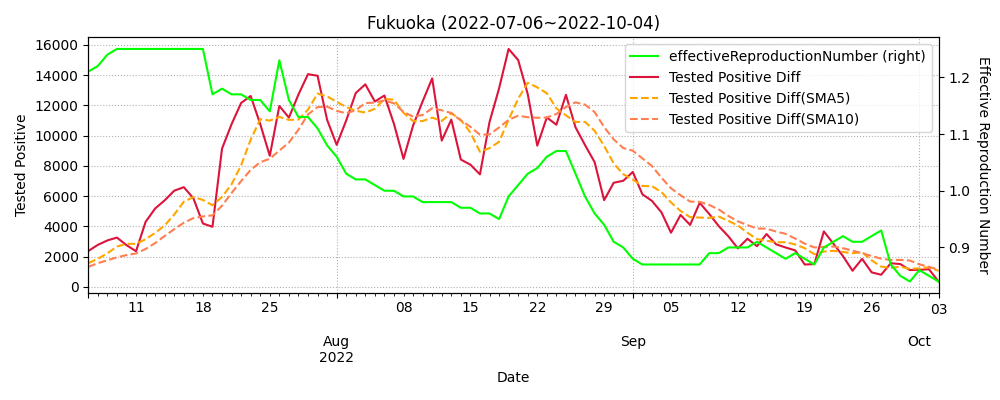 Fukuoka (2022-07-06~2022-10-04)
effectiveReproductionNumber (right)
Tested Positive Diff
Tested Positive Diff(SMA5)
Tested Positive Diff(SMA10)
Tested Positive
16000
14000
12000
10000
8000
6000
4000
2000
0
1.2
1.1
1.0
0.9
Effective Reproduction Number
11 18 25 08 15 22 29 05 12 19 26 03
Aug Sep Oct
2022
Date